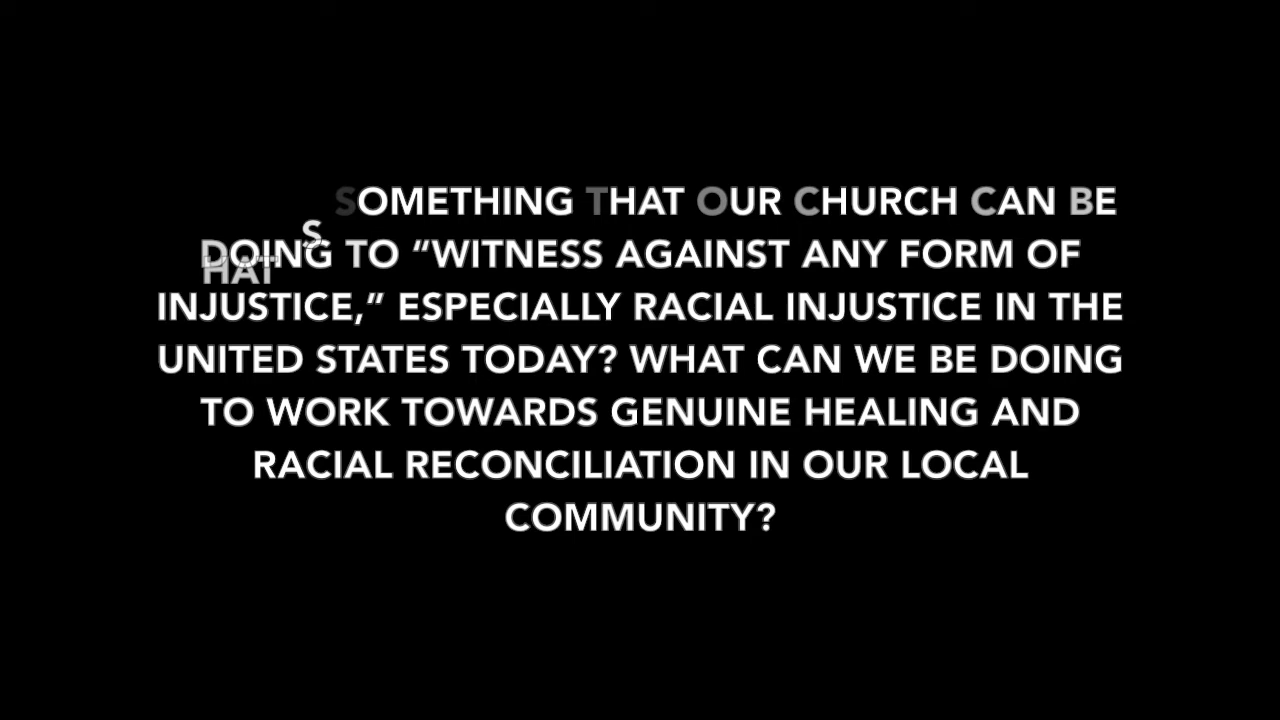 SOMETHING THAT OUR CHURCH CAN BE
DOING TO “WITNESS AGAINST ANY FORM OF
INJUSTICE,” ESPECIALLY RACIAL INJUSTICE IN THE
UNITED STATES TODAY? WHAT CAN WE BE DOING
TO WORK TOWARDS GENUINE HEALING AND
RACIAL RECONCILIATION IN OUR LOCAL
COMMUNITY?